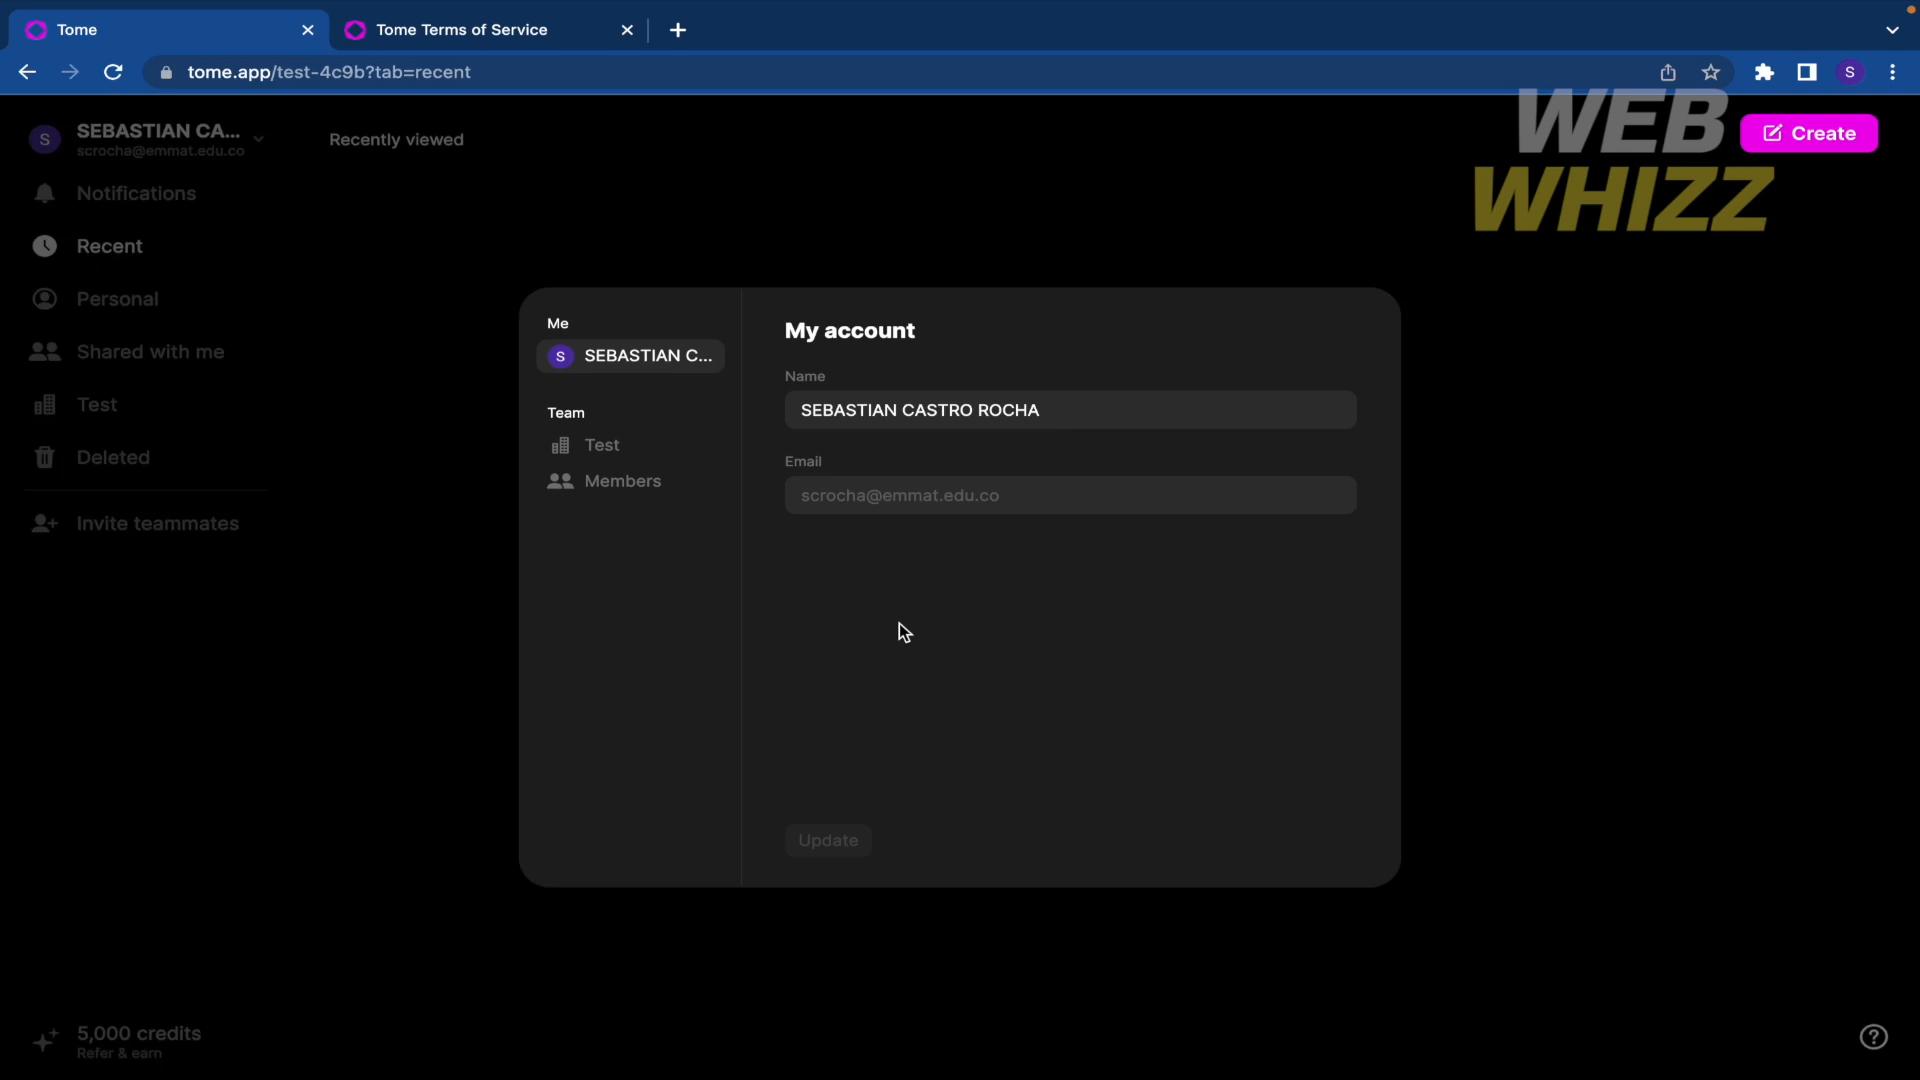 Tome
Tome Terms of Service
tome.app/test-4c9b?tab=recent
S
S
SEBASTIAN CA...
scrocha@emmat.edu.co
Recently viewed
WEB
WHIZZ
Create
Notifications
Recent
Personal
Shared with me
Test
Deleted
Invite teammates
Me
S
SEBASTIAN C...
Team
Test
Members
My account
Name
SEBASTIAN CASTRO ROCHA
Email
scrocha@emmat.edu.co
Update
5,000 credits
Refer & earn
?